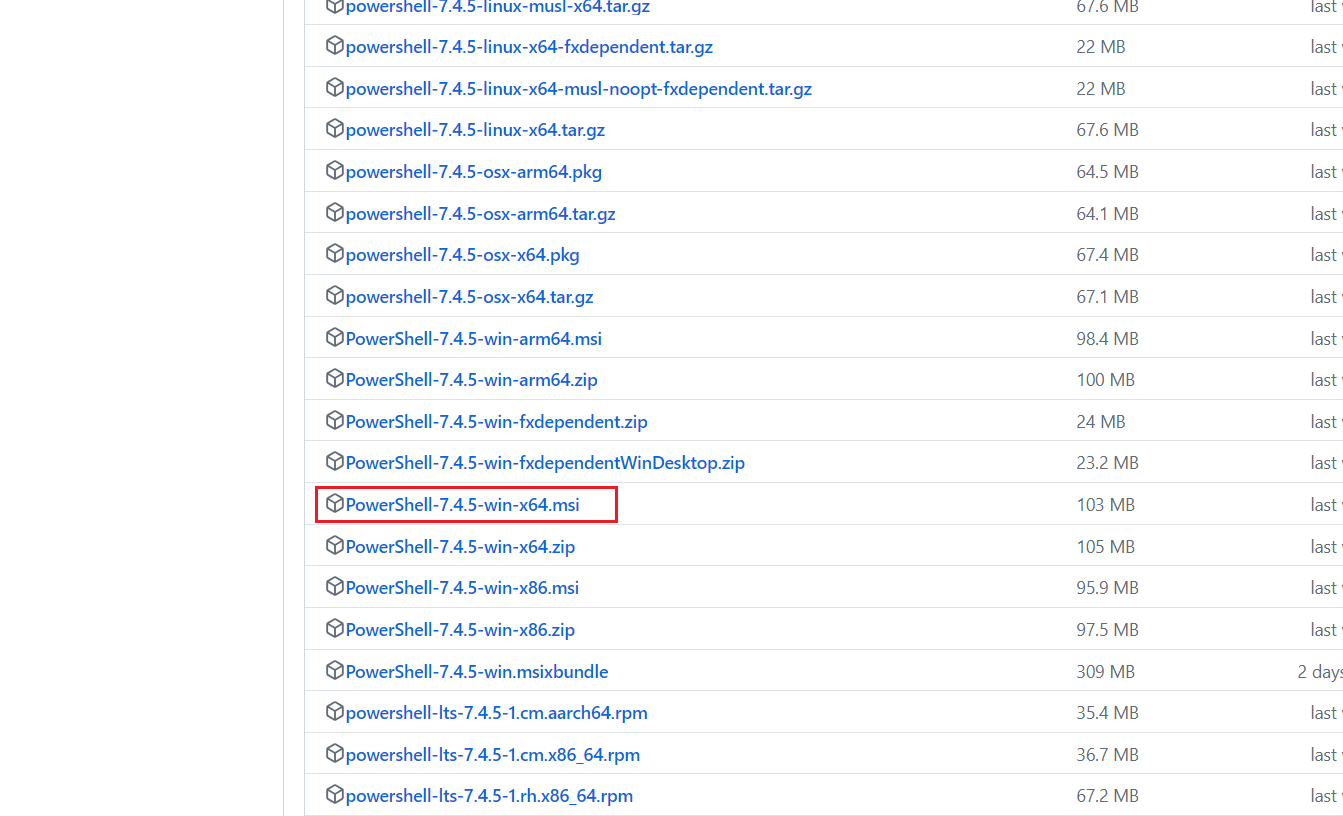 powershell-7.4.5-linux-musl-x64.tar.gz 67.6 MB last
powershell-7.4.5-linux-x64-fxdependent.tar.gz 22 MB last
powershell-7.4.5-linux-x64-musl-noopt-fxdependent.tar.gz 22 MB last
powershell-7.4.5-linux-x64.tar.gz 67.6 MB last
powershell-7.4.5-osx-arm64.pkg 64.5 MB last
powershell-7.4.5-osx-arm64.tar.gz 64.1 MB last
powershell-7.4.5-osx-x64.pkg 67.4 MB last
powershell-7.4.5-osx-x64.tar.gz 67.1 MB last
PowerShell-7.4.5-win-arm64.msi 98.4 MB last
PowerShell-7.4.5-win-arm64.zip 100 MB last
PowerShell-7.4.5-win-fxdependent.zip 24 MB last
PowerShell-7.4.5-win-fxdependentWinDesktop.zip 23.2 MB last
PowerShell-7.4.5-win-x64.msi 103 MB last
PowerShell-7.4.5-win-x64.zip 105 MB last
PowerShell-7.4.5-win-x86.msi 95.9 MB last
PowerShell-7.4.5-win-x86.zip 97.5 MB last
PowerShell-7.4.5-win.msixbundle 309 MB 2 days
powershell-lts-7.4.5-1.cm.aarch64.rpm 35.4 MB last
powershell-lts-7.4.5-1.cm.x86_64.rpm 36.7 MB last
powershell-lts-7.4.5-1.rh.x86_64.rpm 67.2 MB last